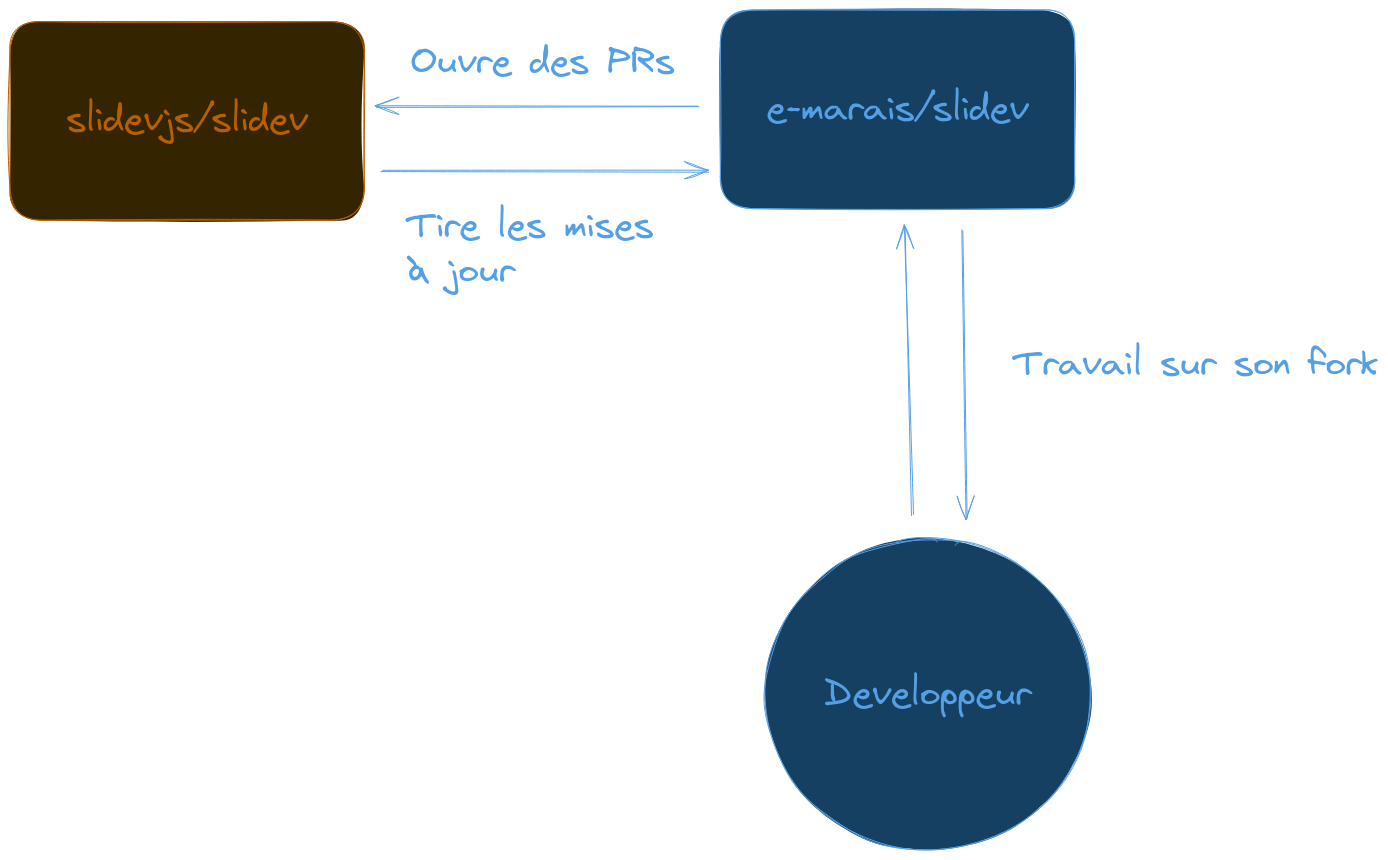 Ouvre des PRs
slidevjs/slidev
e-marais/slidev
Tire les mises
à jour
Travail sur son fork
Developpeur